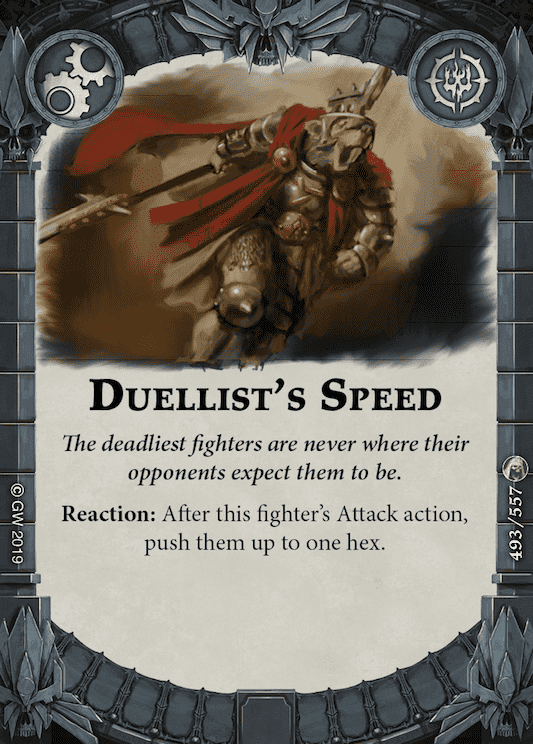 DUELLIST'S SPEED
The deadliest fighters are never where their
opponents expect them to be.
Reaction: After this fighter's Attack action,
push them up to one hex.
© GW 2019
493/557